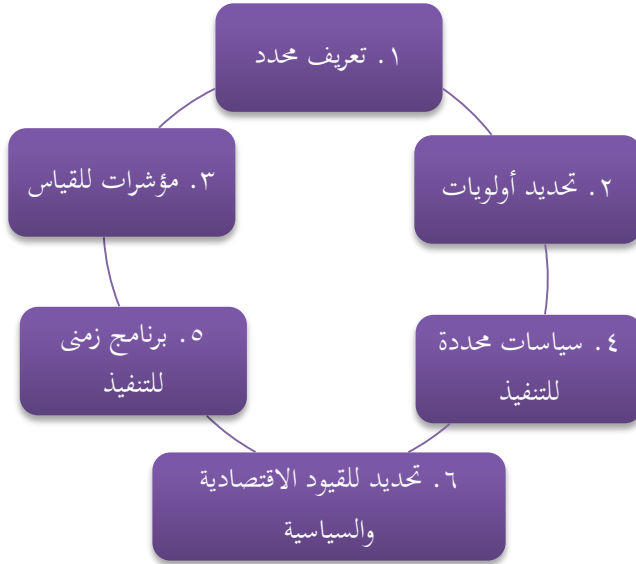 ١. تعريف محدد
٢. تحديد أولويات
٣. مؤشرات للقياس
٤. سياسات محددة
للتنفيذ
٥. برنامج زمنى
للتنفيذ
٦. تحديد للقيود الاقتصادية
والسياسية